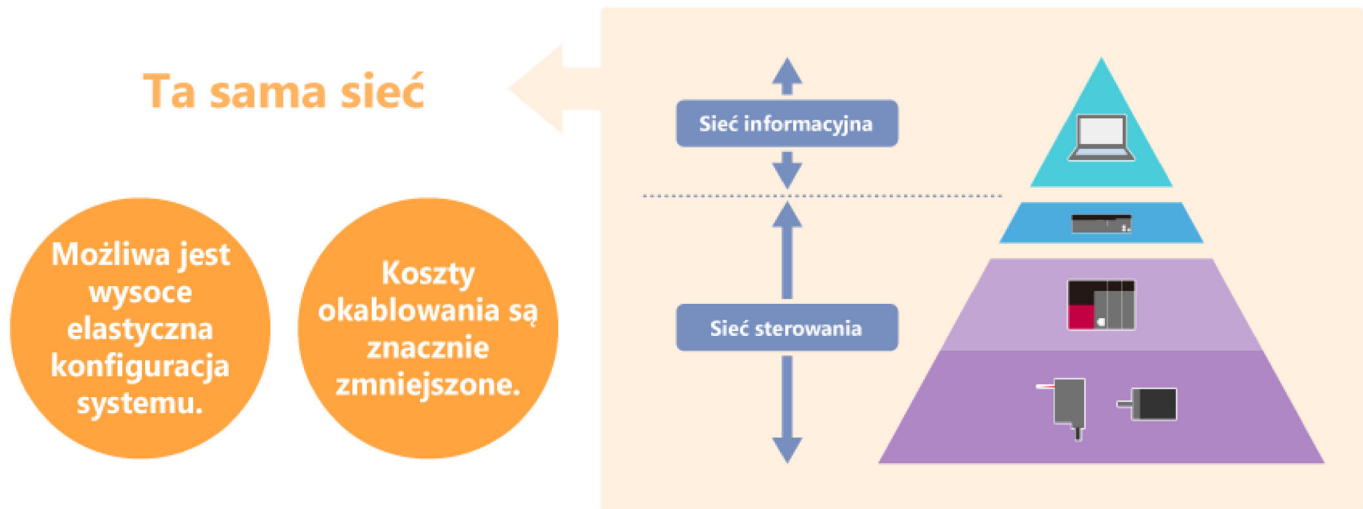 Ta sama sieć
Możliwa jest
wysoce
elastyczna
konfiguracja
systemu.
Koszty
okablowania są
znacznie
zmniejszone.
Sieć informacyjna
Sieć sterowania